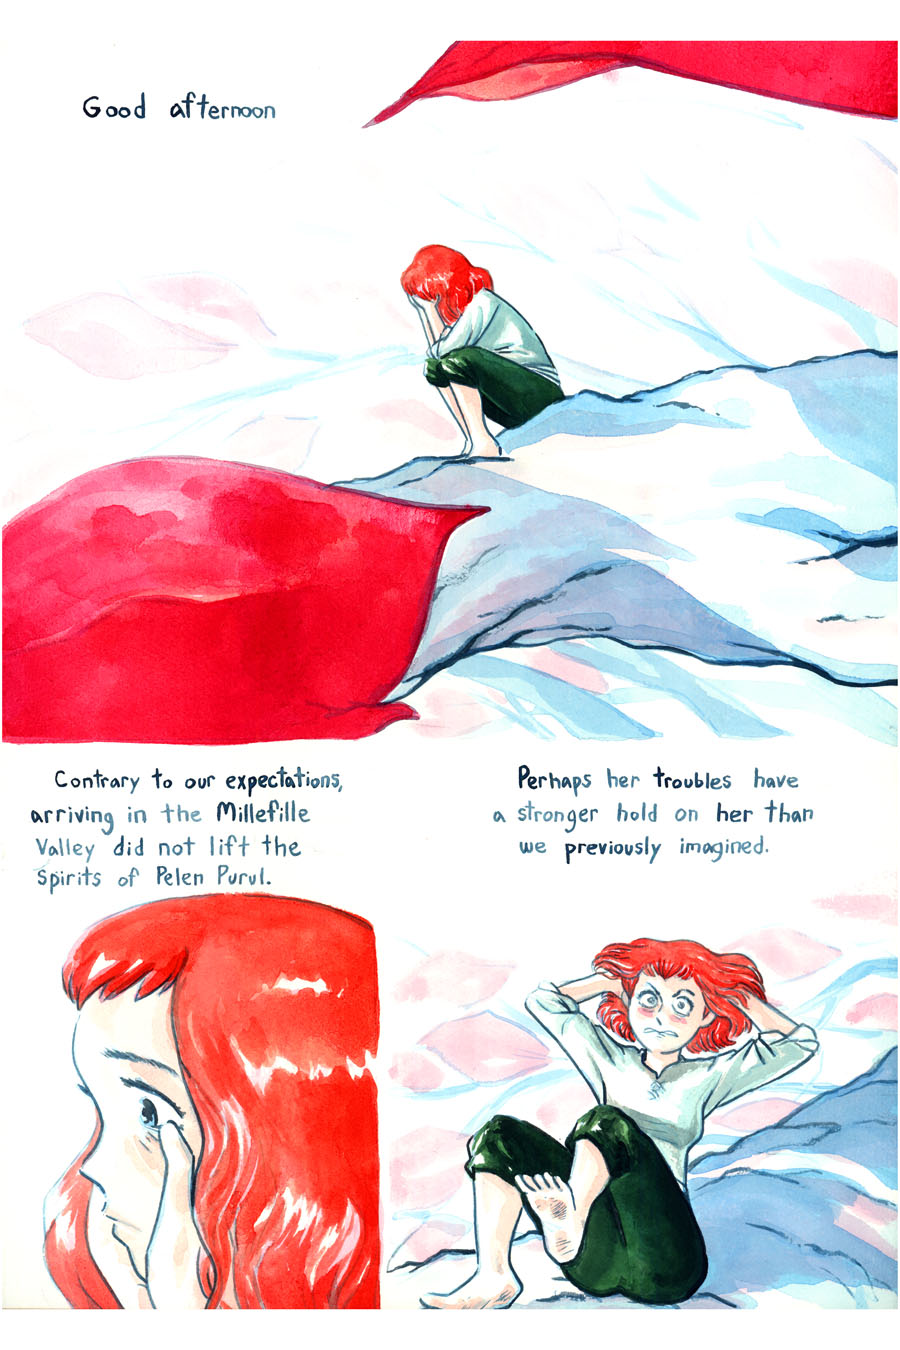 Good afternoon
Contrary to our expectations,
arriving in the Millefille
Valley did not lift the
Spirits of Pelen Purul.
Perhaps her troubles have
a stronger hold on her than
we previously imagined.